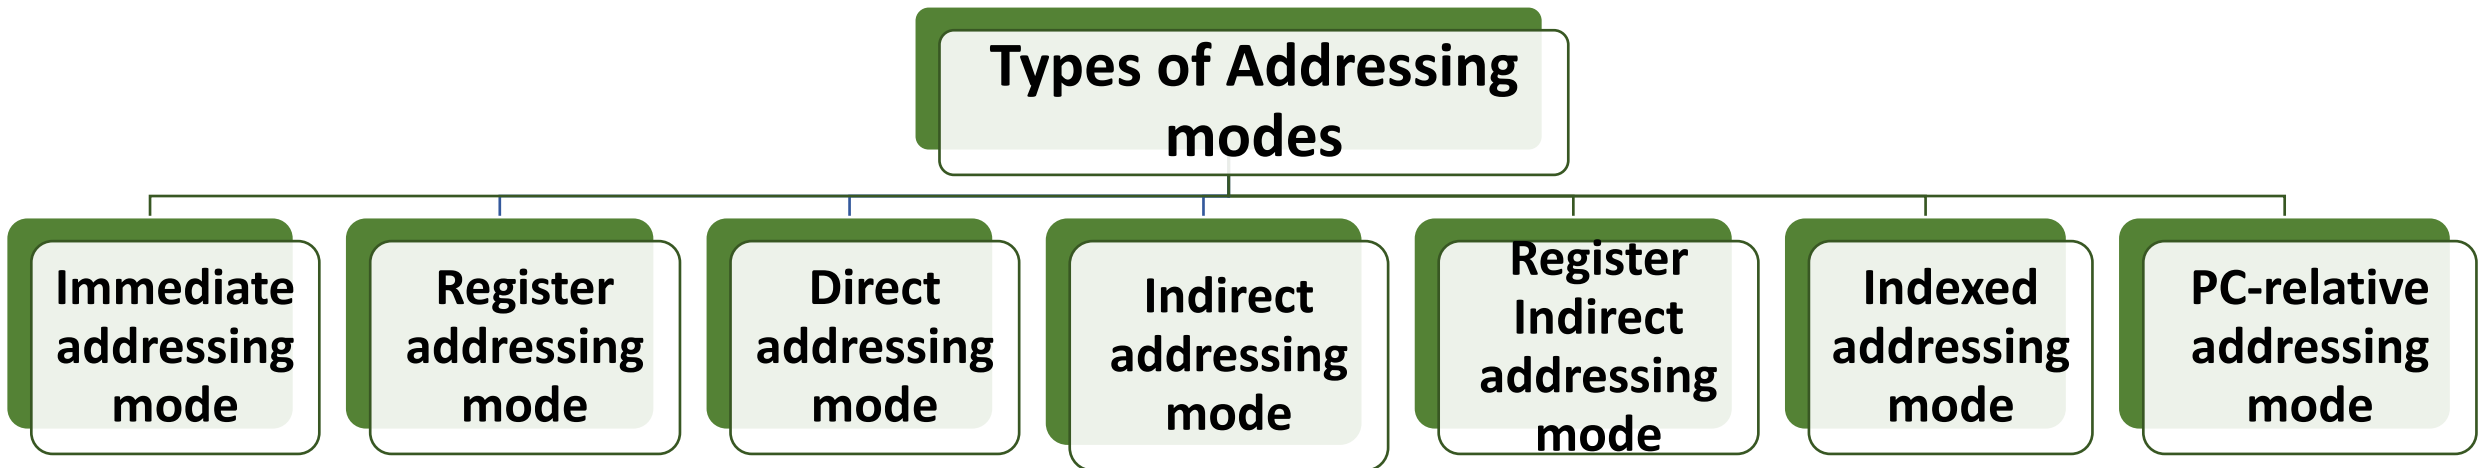 Types of Addressing
modes
Immediate
addressing
mode
Register
addressing
mode
Direct
addressing
mode
Indirect
addressing
mode
Register
Indirect
addressing
mode
Indexed
addressing
mode
PC-relative
addressing
mode